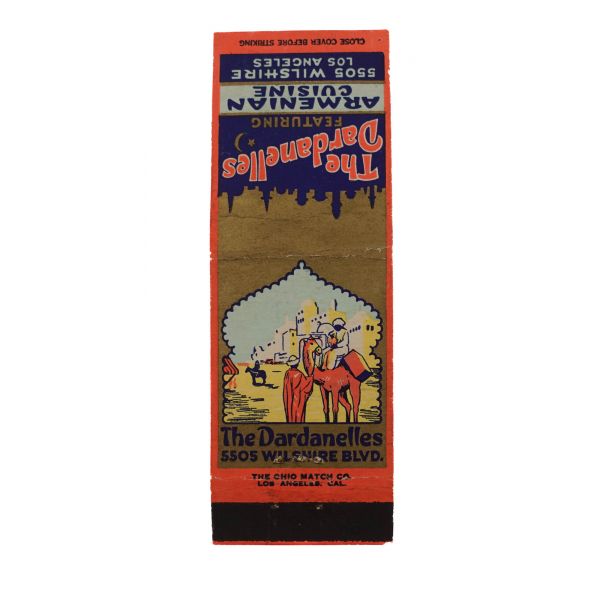 CLOSE COVER BEFORE STRIKING
5505 WILSHIRE
LOS ANGELES
ARMENIAN
CUISINE
FEATURING
The
Dardanelles
The Dardanelles
5505 WILSHIRE BLVD.
THE OHIO MATCH CO.
LOS ANGELES, CAL.